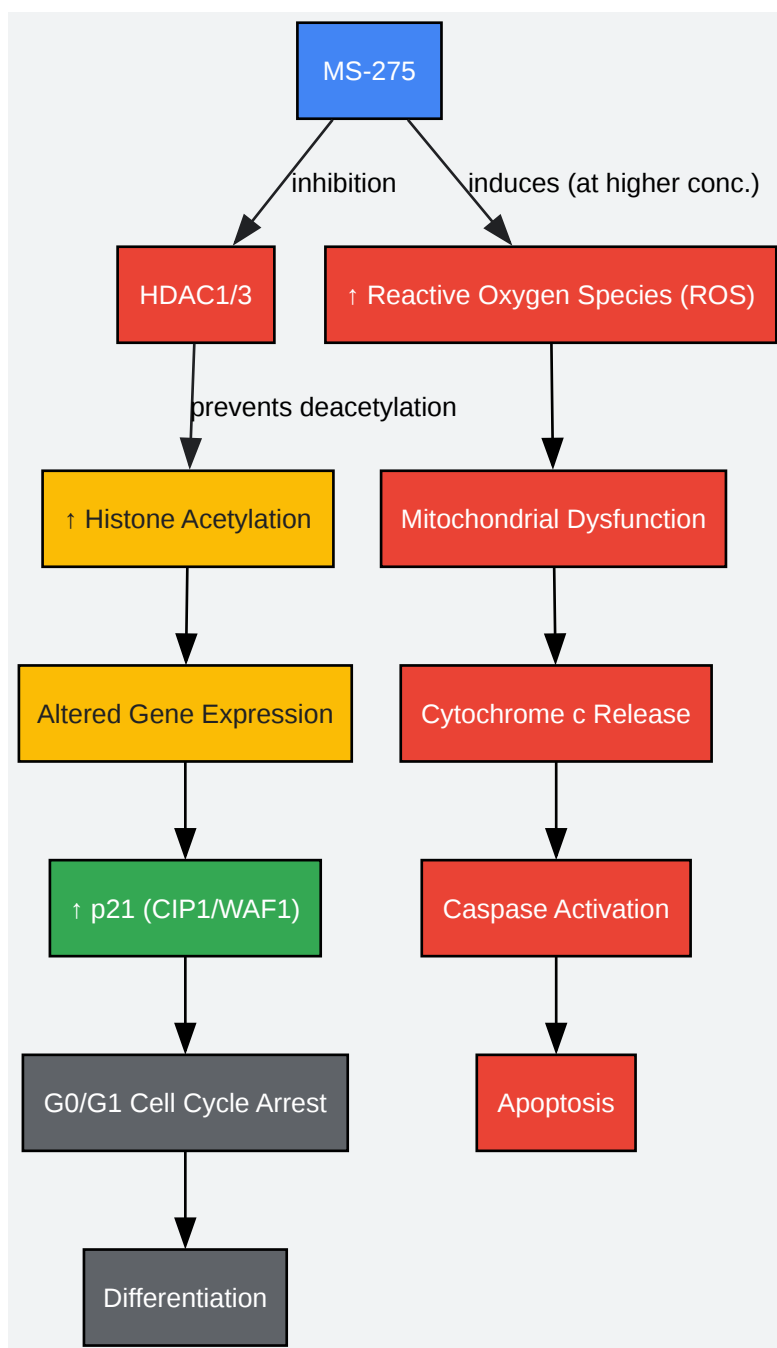 MS-275
inhibition
induces (at higher conc.)
HDAC1/3
↑ Reactive Oxygen Species (ROS)
prevents deacetylation
↑ Histone Acetylation
Mitochondrial Dysfunction
Altered Gene Expression
Cytochrome c Release
↑ p21 (CIP1/WAF1)
Caspase Activation
G0/G1 Cell Cycle Arrest
Apoptosis
Differentiation